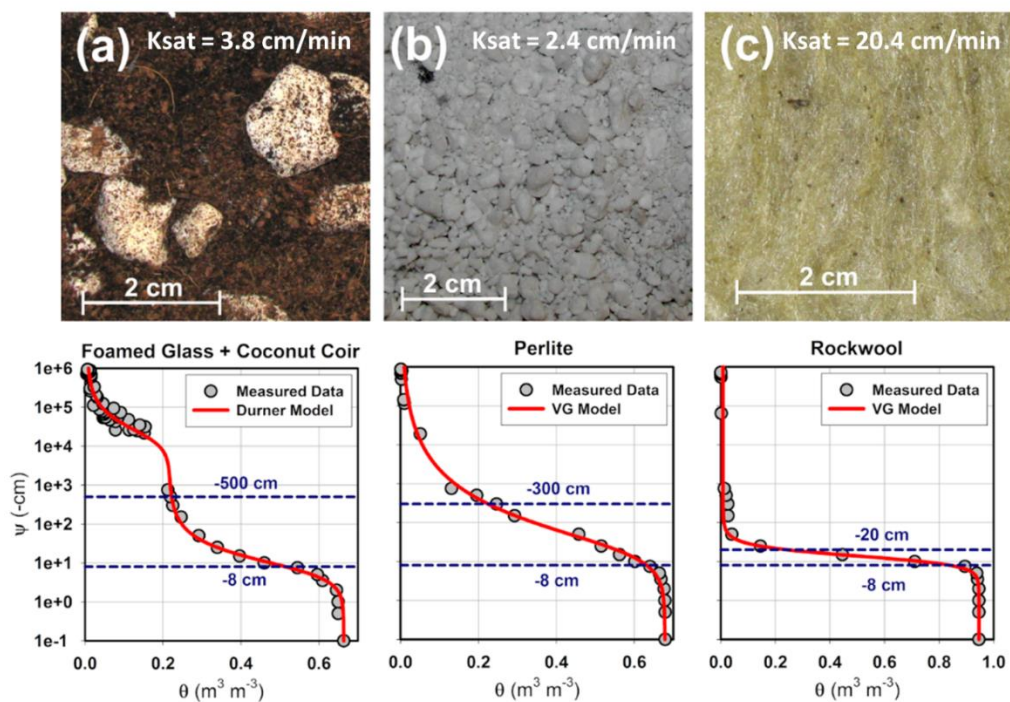 (a) Ksat = 3.8 cm/min
2 cm
(b) Ksat = 2.4 cm/min
2 cm
(c) Ksat = 20.4 cm/min
2 cm
Foamed Glass + Coconut Coir
Measured Data
Durner Model
-500 cm
-8 cm
ψ (-cm)
1e+6
1e+5
1e+4
1e+3
1e+2
1e+1
1e+0
1e-1
0.0 0.2 0.4 0.6
θ (m³ m⁻³)
Perlite
Measured Data
VG Model
-300 cm
-8 cm
0.0 0.2 0.4 0.6
θ (m³ m⁻³)
Rockwool
Measured Data
VG Model
-20 cm
-8 cm
0.0 0.2 0.4 0.6 0.8 1.0
θ (m³ m⁻³)